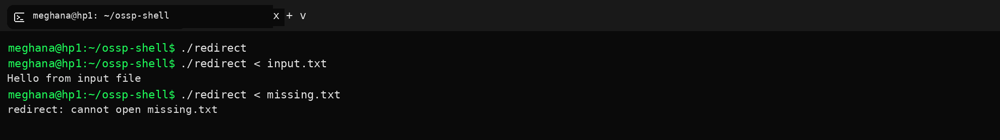 meghana@hp1: ~/ossp-shell x + v
meghana@hp1:~/ossp-shell$ ./redirect
meghana@hp1:~/ossp-shell$ ./redirect < input.txt
Hello from input file
meghana@hp1:~/ossp-shell$ ./redirect < missing.txt
redirect: cannot open missing.txt